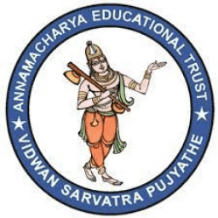 ANNAMACHARYA EDUCATIONAL TRUST
VIDWAN SARVATRA PUJYATHE